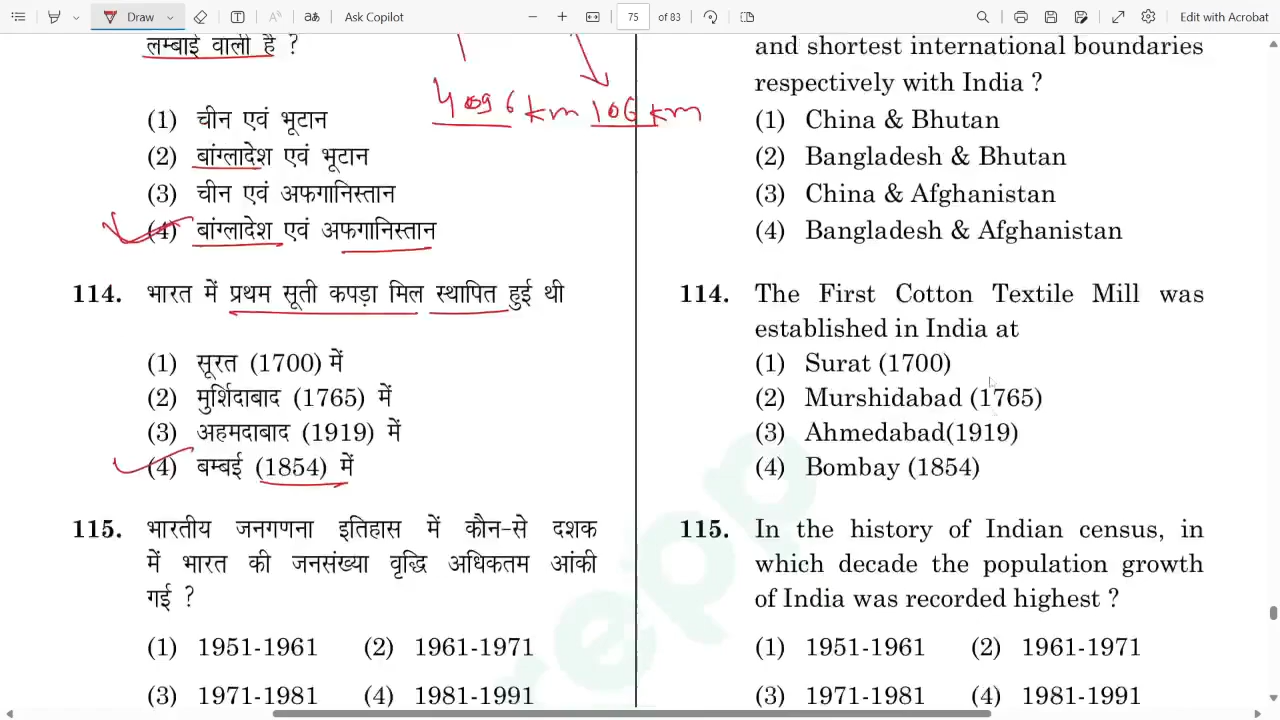 Draw
Ask Copilot
75 of 83
Edit with Acrobat
लम्बाई वाली है ?
4096 km 106 km
(1) चीन एवं भूटान
(2) बांग्लादेश एवं भूटान
(3) चीन एवं अफगानिस्तान
(4) बांग्लादेश एवं अफगानिस्तान
114. भारत में प्रथम सूती कपड़ा मिल स्थापित हुई थी
(1) सूरत (1700) में
(2) मुर्शिदाबाद (1765) में
(3) अहमदाबाद (1919) में
(4) बम्बई (1854) में
115. भारतीय जनगणना इतिहास में कौन-से दशक
में भारत की जनसंख्या वृद्धि अधिकतम आंकी
गई ?
(1) 1951-1961 (2) 1961-1971
(3) 1971-1981 (4) 1981-1991
and shortest international boundaries
respectively with India ?
(1) China & Bhutan
(2) Bangladesh & Bhutan
(3) China & Afghanistan
(4) Bangladesh & Afghanistan
114. The First Cotton Textile Mill was
established in India at
(1) Surat (1700)
(2) Murshidabad (1765)
(3) Ahmedabad(1919)
(4) Bombay (1854)
115. In the history of Indian census, in
which decade the population growth
of India was recorded highest ?
(1) 1951-1961 (2) 1961-1971
(3) 1971-1981 (4) 1981-1991